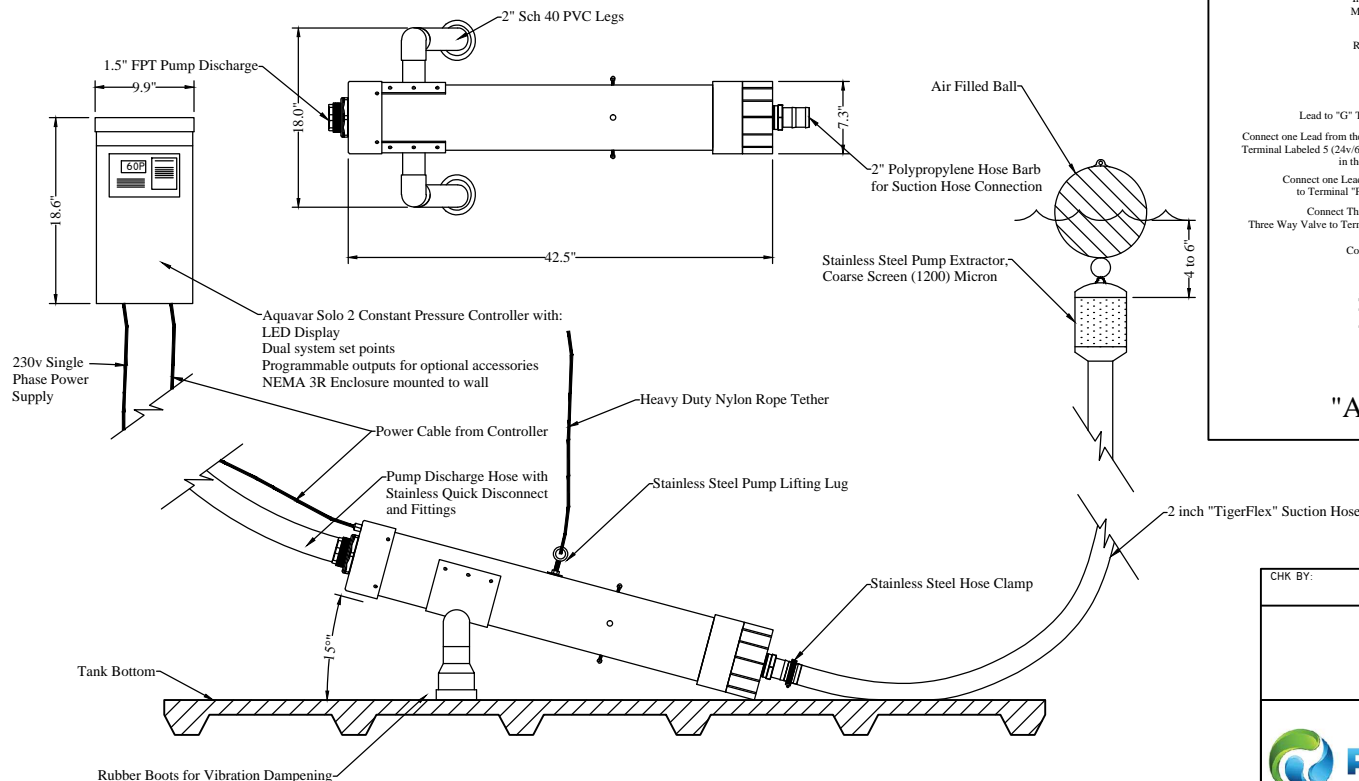 2" Sch 40 PVC Legs
1.5" FPT Pump Discharge
9.9"
18.0"
7.3"
Air Filled Ball
60P
18.6"
2" Polypropylene Hose Barb
for Suction Hose Connection
42.5"
4 to 6"
Stainless Steel Pump Extractor,
Coarse Screen (1200) Micron
Aquavar Solo 2 Constant Pressure Controller with:
LED Display
Dual system set points
Programmable outputs for optional accessories
NEMA 3R Enclosure mounted to wall
230v Single
Phase Power
Supply
Heavy Duty Nylon Rope Tether
Power Cable from Controller
Pump Discharge Hose with
Stainless Quick Disconnect
and Fittings
Stainless Steel Pump Lifting Lug
2 inch "TigerFlex" Suction Hose
Stainless Steel Hose Clamp
15°"
Tank Bottom
Rubber Boots for Vibration Dampening
M
R
Lead to "G" T
Connect one Lead from the
Terminal Labeled 5 (24v/6
in the
Connect one Lead
to Terminal "
Connect Th
Three Way Valve to Term
Co
"A
CHK BY: